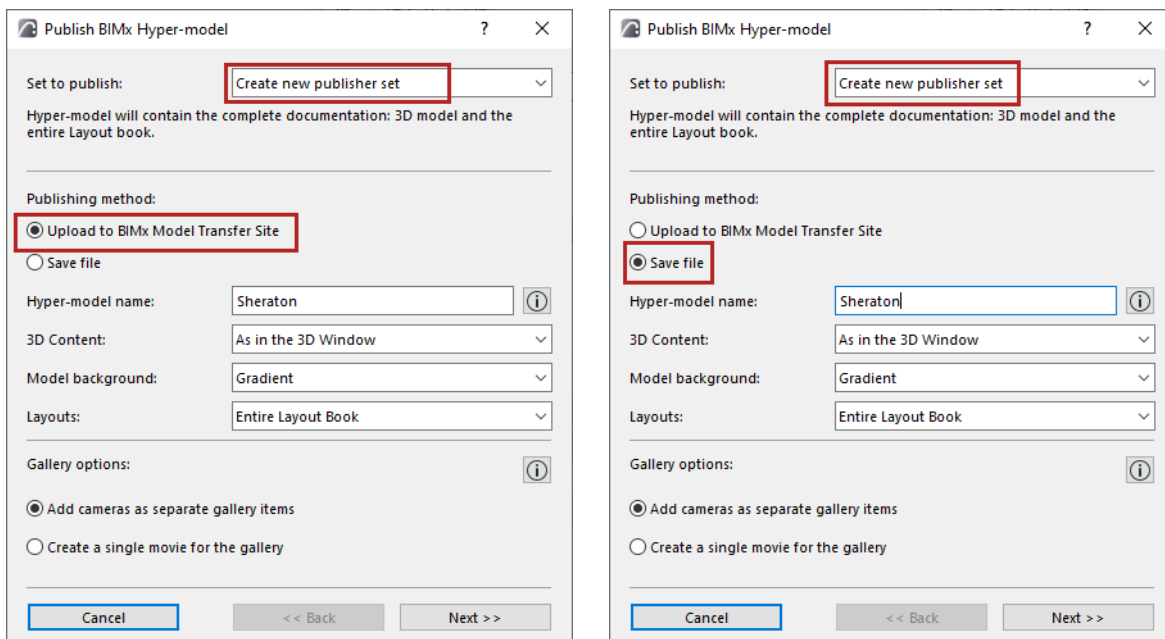 Publish BIMx Hyper-model
?
Set to publish:
Create new publisher set
Hyper-model will contain the complete documentation: 3D model and the
entire Layout book.
Publishing method:
Upload to BIMx Model Transfer Site
Save file
Hyper-model name:
Sheraton
3D Content:
As in the 3D Window
Model background:
Gradient
Layouts:
Entire Layout Book
Gallery options:
Add cameras as separate gallery items
Create a single movie for the gallery
Cancel
<< Back
Next >>
Publish BIMx Hyper-model
?
Set to publish:
Create new publisher set
Hyper-model will contain the complete documentation: 3D model and the
entire Layout book.
Publishing method:
Upload to BIMx Model Transfer Site
Save file
Hyper-model name:
Sheraton
3D Content:
As in the 3D Window
Model background:
Gradient
Layouts:
Entire Layout Book
Gallery options:
Add cameras as separate gallery items
Create a single movie for the gallery
Cancel
<< Back
Next >>